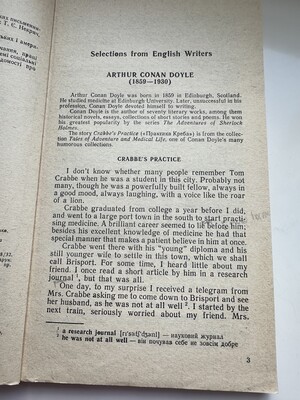 Selections from English Writers
ARTHUR CONAN DOYLE
(1859—1930)
Arthur Conan Doyle was born in 1859 in Edinburgh, Scotland.
He studied medicine at Edinburgh University. Later, unsuccessful in his
profession, Conan Doyle devoted himself to writing.
Conan Doyle is the author of seventy literary works, among them
historical novels, essays, collections of short stories and poems. He won
his greatest popularity by the series The Adventures of Sherlock
Holmes.
The story Crabbe's Practice («Практика Креба») is from the collec-
tion Tales of Adventure and Medical Life, one of Conan Doyle's many
humorous collections.
CRABBE'S PRACTICE
I don't know whether many people remember Tom
Crabbe when he was a student in this city. Probably not
many, though he was a powerfully built fellow, always in
a good mood, always laughing, with a voice like the roar
of a lion.
Crabbe graduated from college a year before I did,
and went to a large port town in the south to start practi-
sing medicine. A brilliant career seemed to lie before him;
besides his excellent knowledge of medicine he had that
special manner that makes a patient believe in him at once.
Crabbe went there with his "young" diploma and his
still younger wife to settle in this town, which we shall
call Brisport. For some time, I heard little about my
friend. I once read a short article by him in a research
journal ¹, but that was all.
One day, to my surprise I received a telegram from
Mrs. Crabbe asking me to come down to Brisport and see
her husband, as he was not at all well ². I started by the
next train, seriously worried about my friend. Mrs.
¹ a research journal [rɪ'sə:tʃ'dʒə:nl] — науковий журнал
² he was not at all well — він почував себе не зовсім добре
3